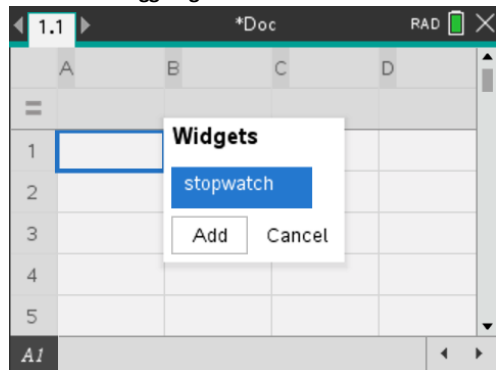 1.1 *Doc RAD
A B C D
=
1
Widgets
stopwatch
2
3
Add Cancel
4
5
A1